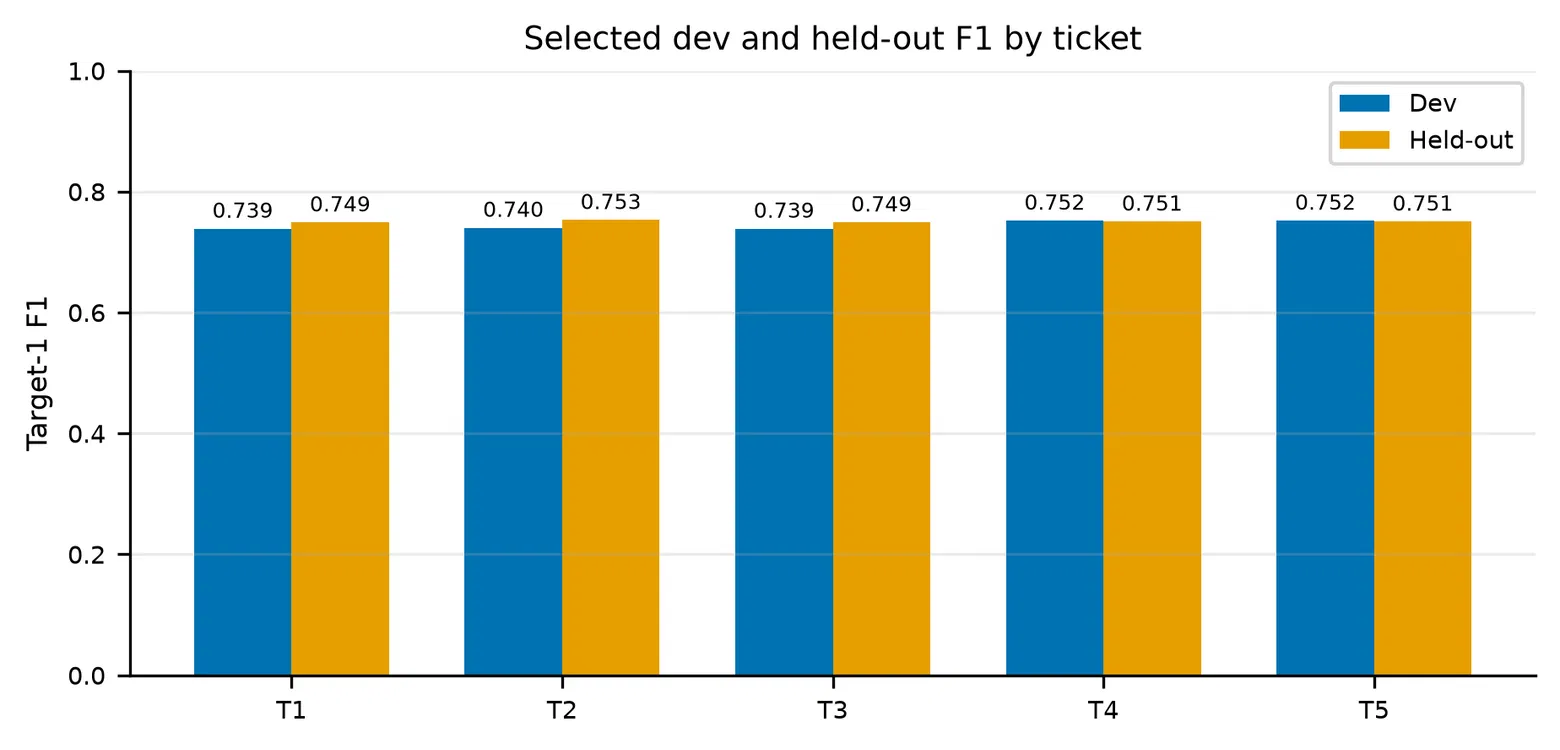 Selected dev and held-out F1 by ticket
Target-1 F1
1.0
0.8
0.6
0.4
0.2
0.0
Dev
Held-out
0.739 0.749 0.740 0.753 0.739 0.749 0.752 0.751 0.752 0.751
T1 T2 T3 T4 T5